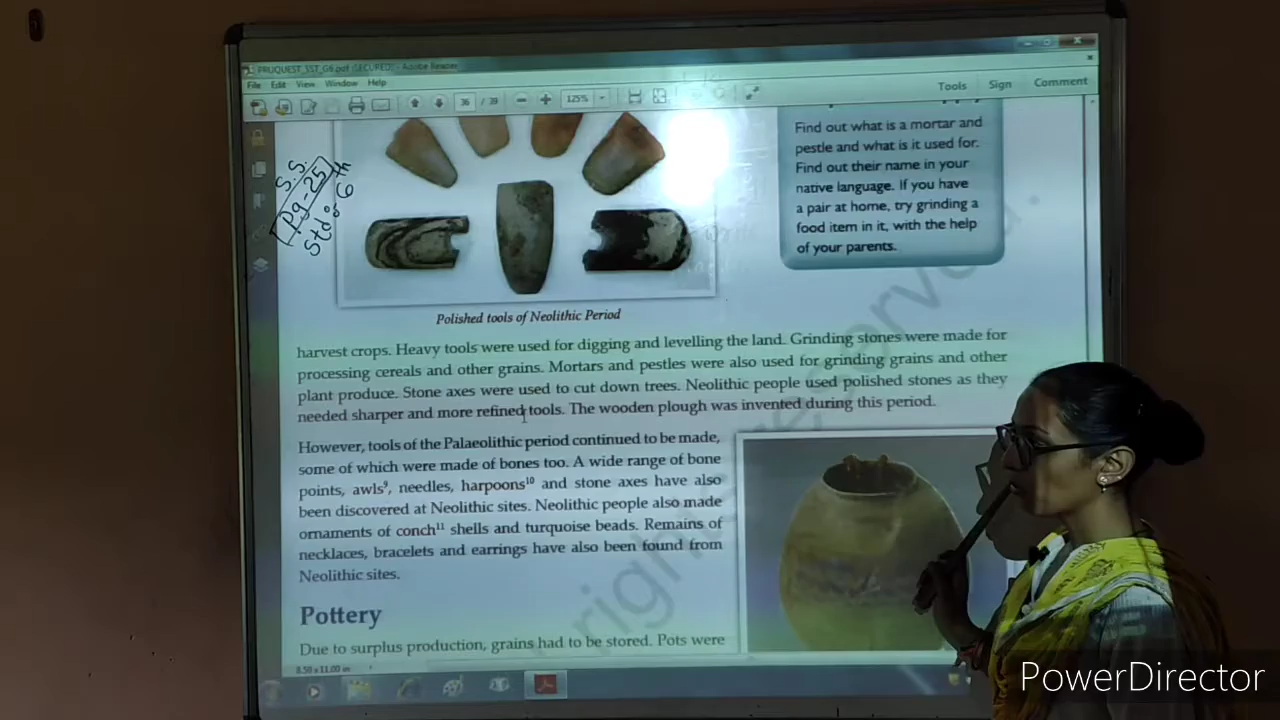 PRUQUEST_SST_G6.pdf (SECURED) - Adobe Reader
File Edit View Window Help
36 / 39
125%
Tools Sign Comment
S.S.
Pg-25
Std:- 6th
Find out what is a mortar and
pestle and what is it used for.
Find out their name in your
native language. If you have
a pair at home, try grinding a
food item in it, with the help
of your parents.
Polished tools of Neolithic Period
harvest crops. Heavy tools were used for digging and levelling the land. Grinding stones were made for
processing cereals and other grains. Mortars and pestles were also used for grinding grains and other
plant produce. Stone axes were used to cut down trees. Neolithic people used polished stones as they
needed sharper and more refined tools. The wooden plough was invented during this period.
However, tools of the Palaeolithic period continued to be made,
some of which were made of bones too. A wide range of bone
points, awls⁹, needles, harpoons¹⁰ and stone axes have also
been discovered at Neolithic sites. Neolithic people also made
ornaments of conch¹¹ shells and turquoise beads. Remains of
necklaces, bracelets and earrings have also been found from
Neolithic sites.
Pottery
Due to surplus production, grains had to be stored. Pots were
8.50 x 11.00 in
right reserved.
PowerDirector